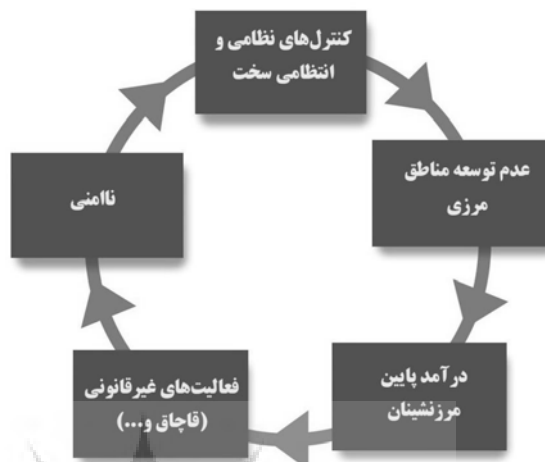 کنترل‌های نظامی و
انتظامی سخت
عدم توسعه مناطق
مرزی
درآمد پایین
مرزنشینان
فعالیت‌های غیرقانونی
(قاچاق و...)
ناامنی